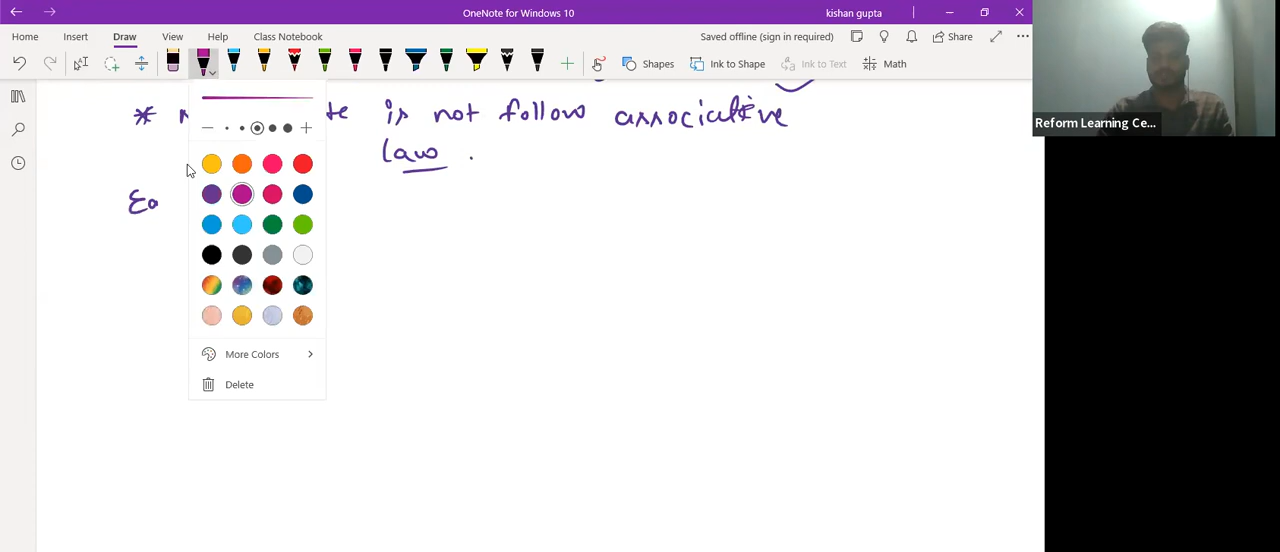 OneNote for Windows 10
kishan gupta
Home Insert Draw View Help Class Notebook
Saved offline (sign in required) Share
Shapes Ink to Shape Ink to Text Math
* is not follow associative
law .
Reform Learning Ce...
More Colors
Delete